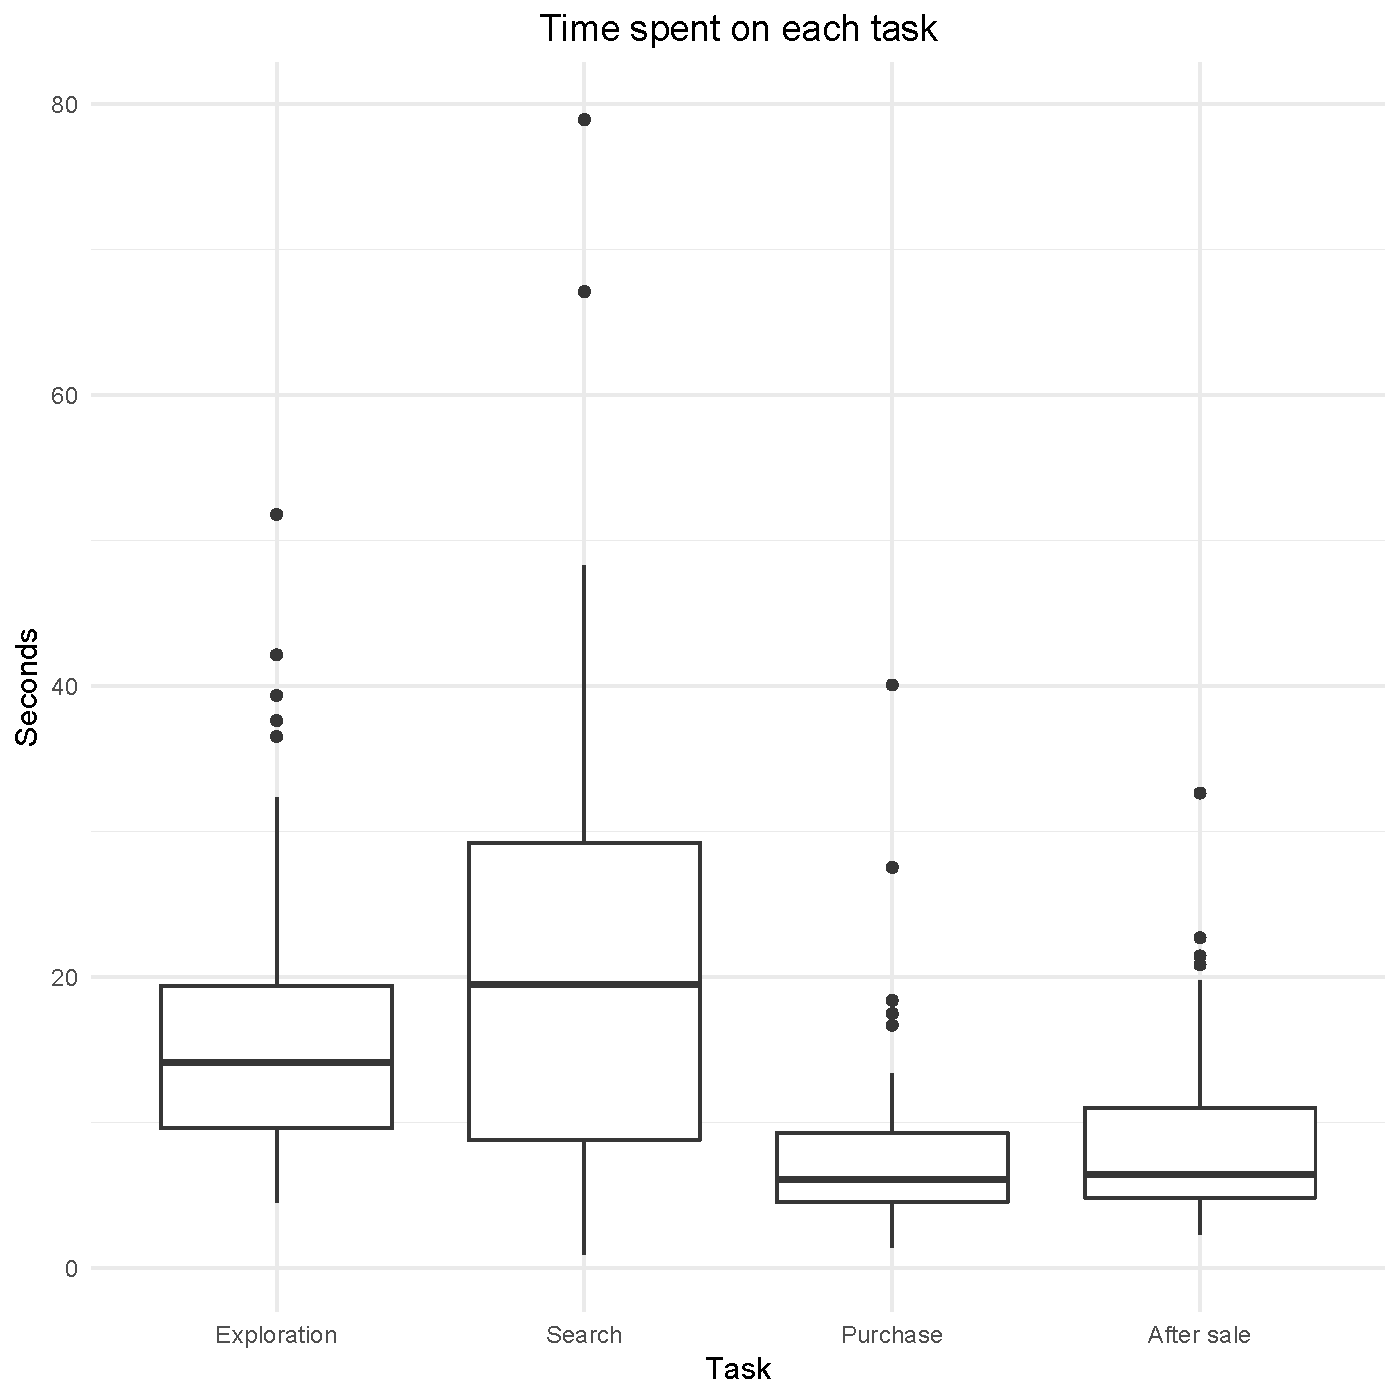 Time spent on each task
80
60
40
20
0
Seconds
Exploration
Search
Purchase
After sale
Task